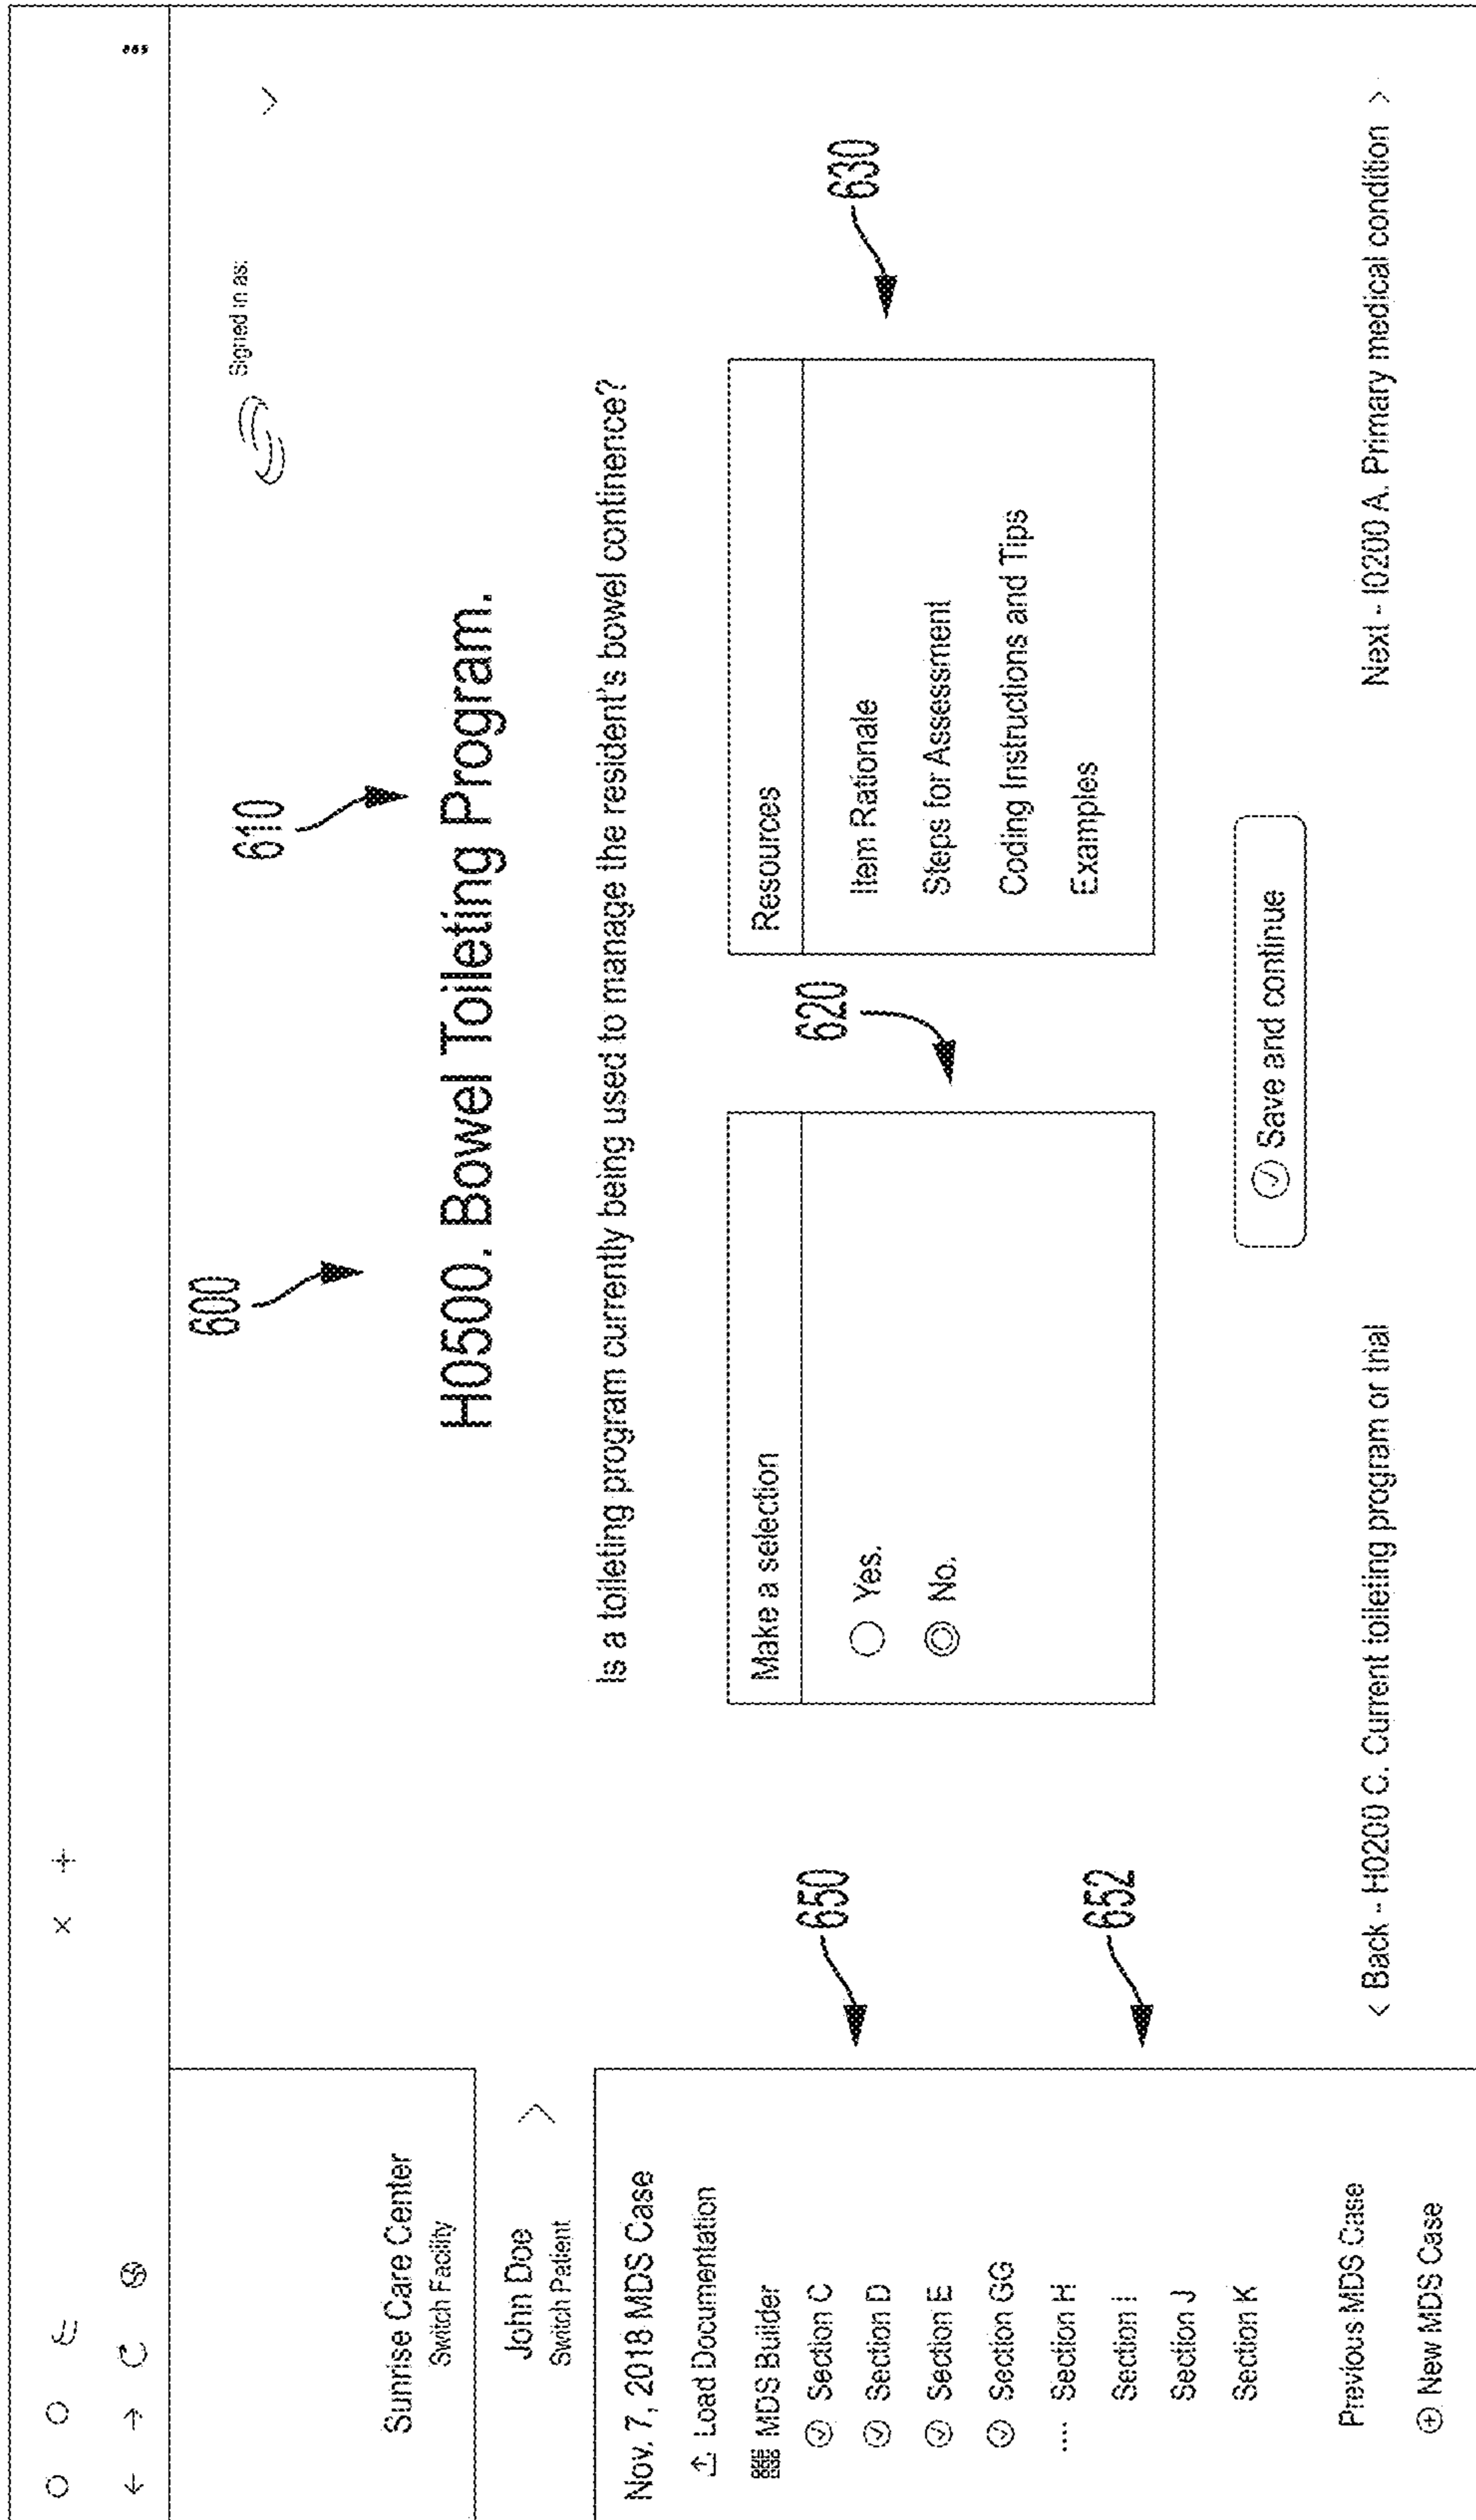 Signed in as:
Sunrise Care Center
Switch Facility
John Doe
Switch Patient
Nov. 7, 2018 MDS Case
Load Documentation
MDS Builder
Section C
Section D
Section E
Section GG
.... Section H
Section I
Section J
Section K
Previous MDS Case
New MDS Case
600
610
H0500. Bowel Toileting Program.
Is a toileting program currently being used to manage the resident's bowel continence?
650
652
Make a selection
Yes.
No.
620
Resources
Item Rationale
Steps for Assessment
Coding Instructions and Tips
Examples
630
Save and continue
< Back - H0200 C. Current toileting program or trial
Next - I0200 A. Primary medical condition >